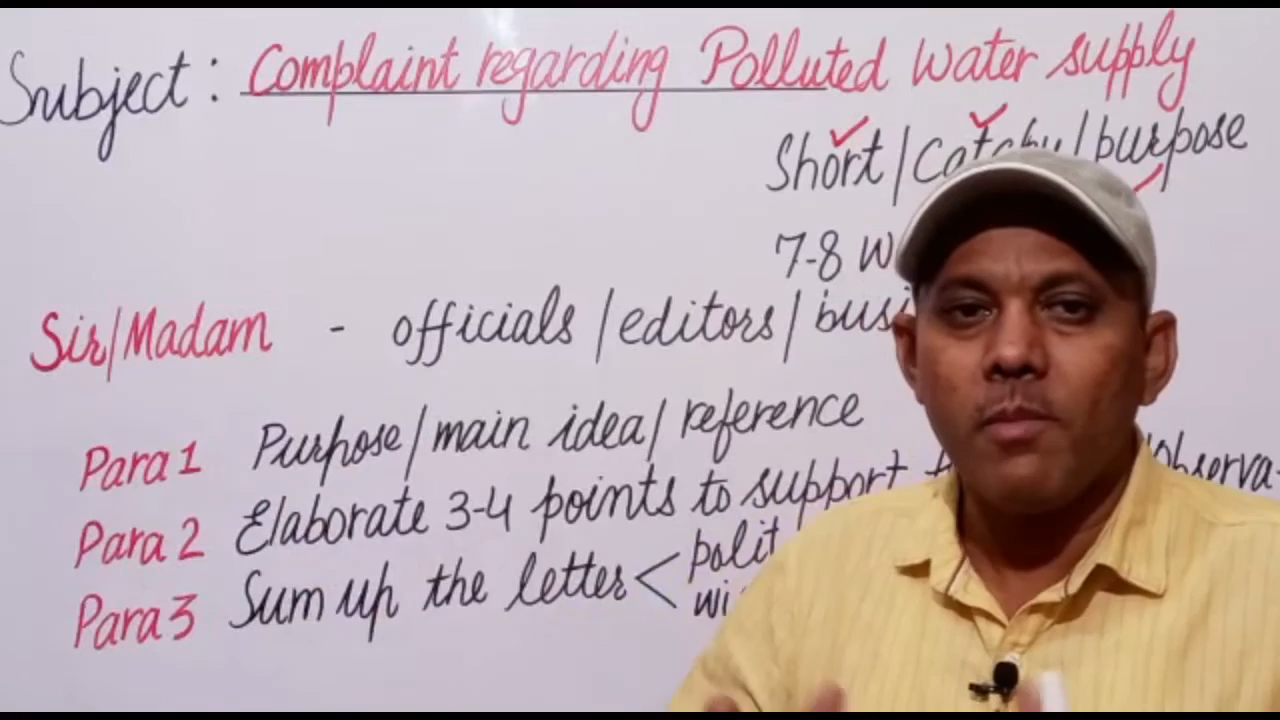 Subject : Complaint regarding Polluted water supply
Short / Catchy / purpose
7-8
Sir/Madam - officials / editors /
Para 1 Purpose / main idea / reference
Para 2 Elaborate 3-4 points to support
Para 3 Sum up the letter <